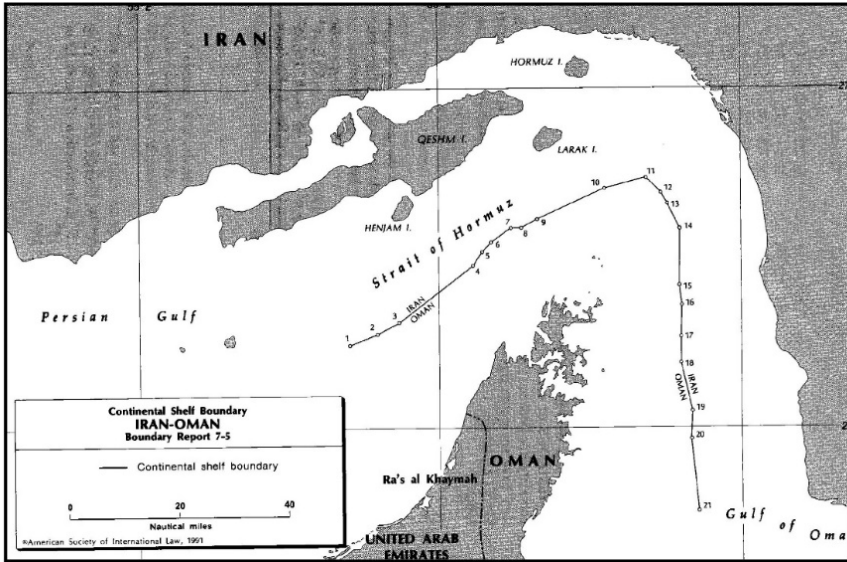 IRAN
HORMUZ I.
QESHM I.
LARAK I.
HENJAM I.
Strait of Hormuz
Persian Gulf
1
2
3
4
5
6
7
8
9
10
11
12
13
14
15
16
17
18
19
20
21
IRAN
OMAN
IRAN
OMAN
Continental Shelf Boundary
IRAN-OMAN
Boundary Report 7-5
Continental shelf boundary
0 20 40
Nautical miles
©American Society of International Law, 1991
OMAN
Ra's al Khaymah
UNITED ARAB
EMIRATES
Gulf of Oma